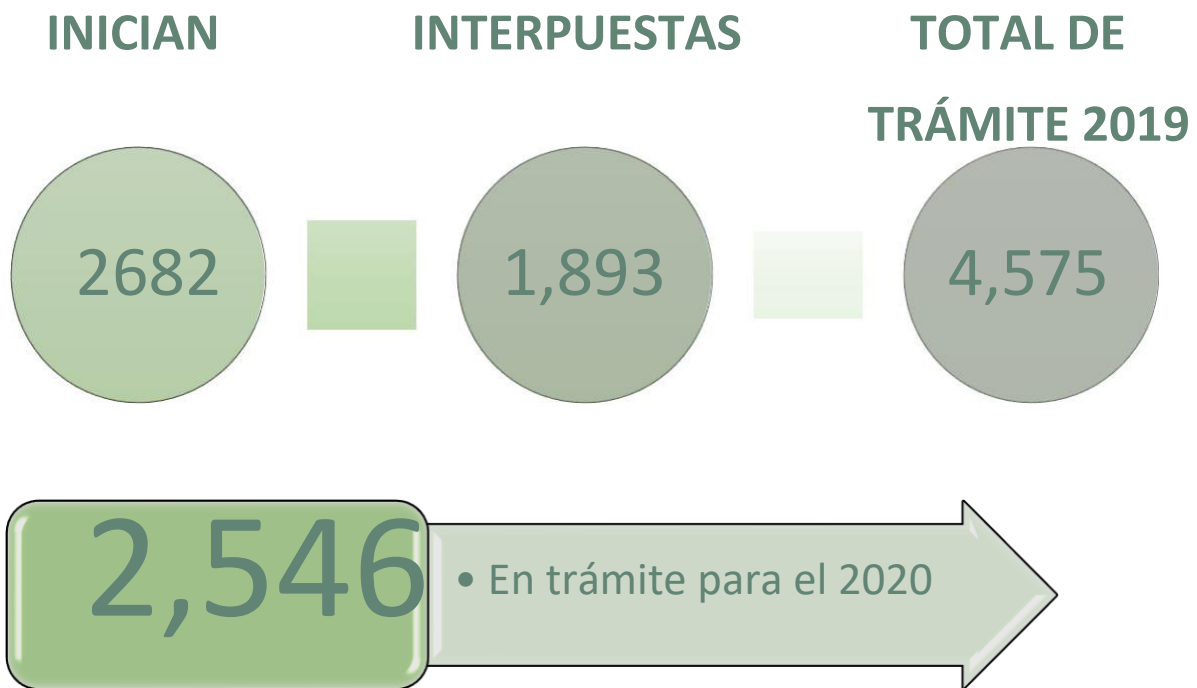 INICIAN
INTERPUESTAS
TOTAL DE
TRÁMITE 2019
2682
1,893
4,575
2,546
• En trámite para el 2020